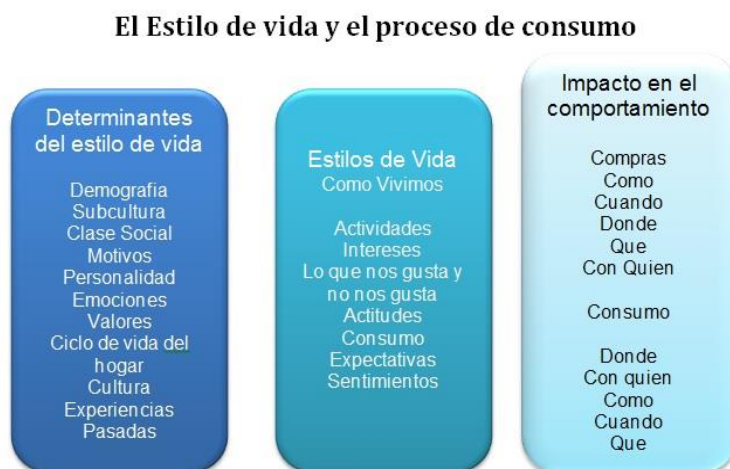 El Estilo de vida y el proceso de consumo
Determinantes
del estilo de vida
Demografia
Subcultura
Clase Social
Motivos
Personalidad
Emociones
Valores
Ciclo de vida del
hogar
Cultura
Experiencias
Pasadas
Estilos de Vida
Como Vivimos
Actividades
Intereses
Lo que nos gusta y
no nos gusta
Actitudes
Consumo
Expectativas
Sentimientos
Impacto en el
comportamiento
Compras
Como
Cuando
Donde
Que
Con Quien
Consumo
Donde
Con quien
Como
Cuando
Que